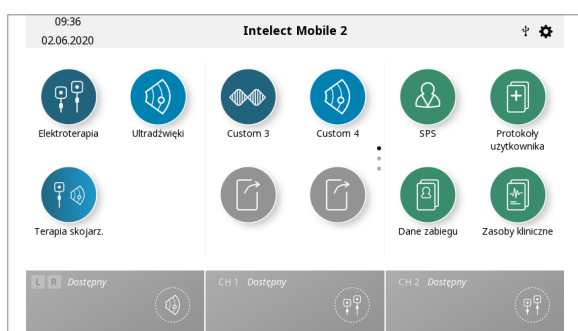 09:36
02.06.2020
Intelect Mobile 2
Elektroterapia
Ultradźwięki
Custom 3
Custom 4
SPS
Protokoły
użytkownika
Terapia skojarz.
Dane zabiegu
Zasoby kliniczne
L R Dostępny
CH 1 Dostępny
CH 2 Dostępny